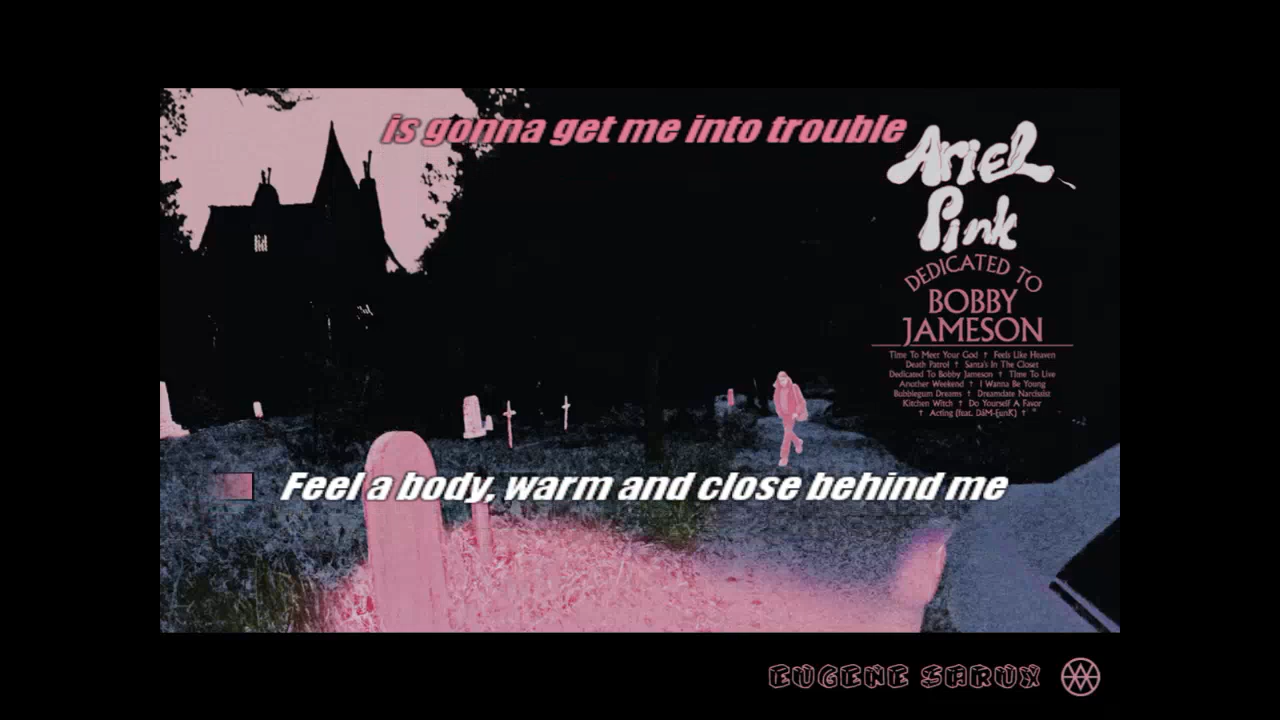 is gonna get me into trouble
Ariel
Pink
DEDICATED TO
BOBBY
JAMESON
Time To Meet Your God † Feels Like Heaven
Death Patrol † Santa's In The Closet
Dedicated To Bobby Jameson † Time To Live
Another Weekend † I Wanna Be Young
Bubblegum Dreams † Dreamdate Narcissist
Kitchen Witch † Do Yourself A Favor
† Acting (feat. DāM-FunK) †
Feel a body, warm and close behind me
EUGENE SARUX